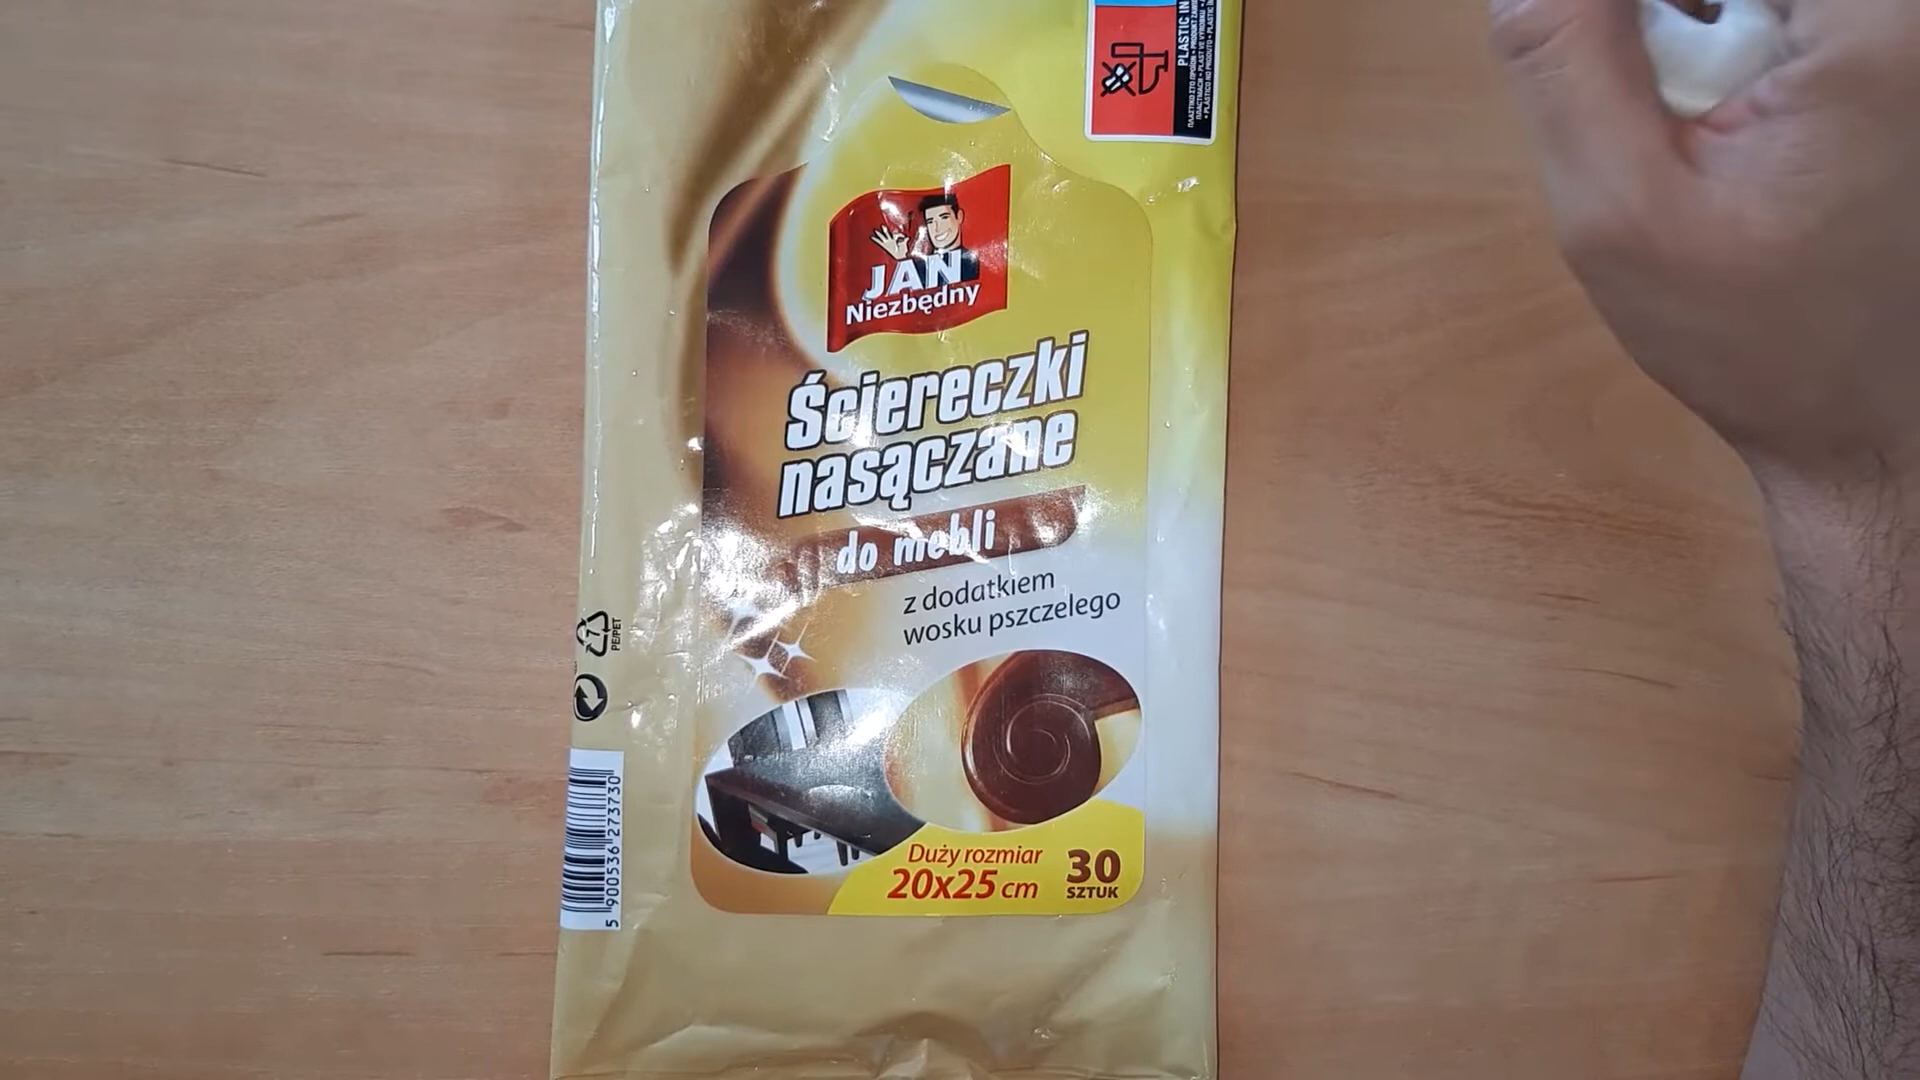 PLASTIC IN
JAN
Niezbędny
Ściereczki
nasączane
do mebli
z dodatkiem
wosku pszczelego
7
PE/PET
5 900536 273730
Duży rozmiar
20x25 cm
30
SZTUK